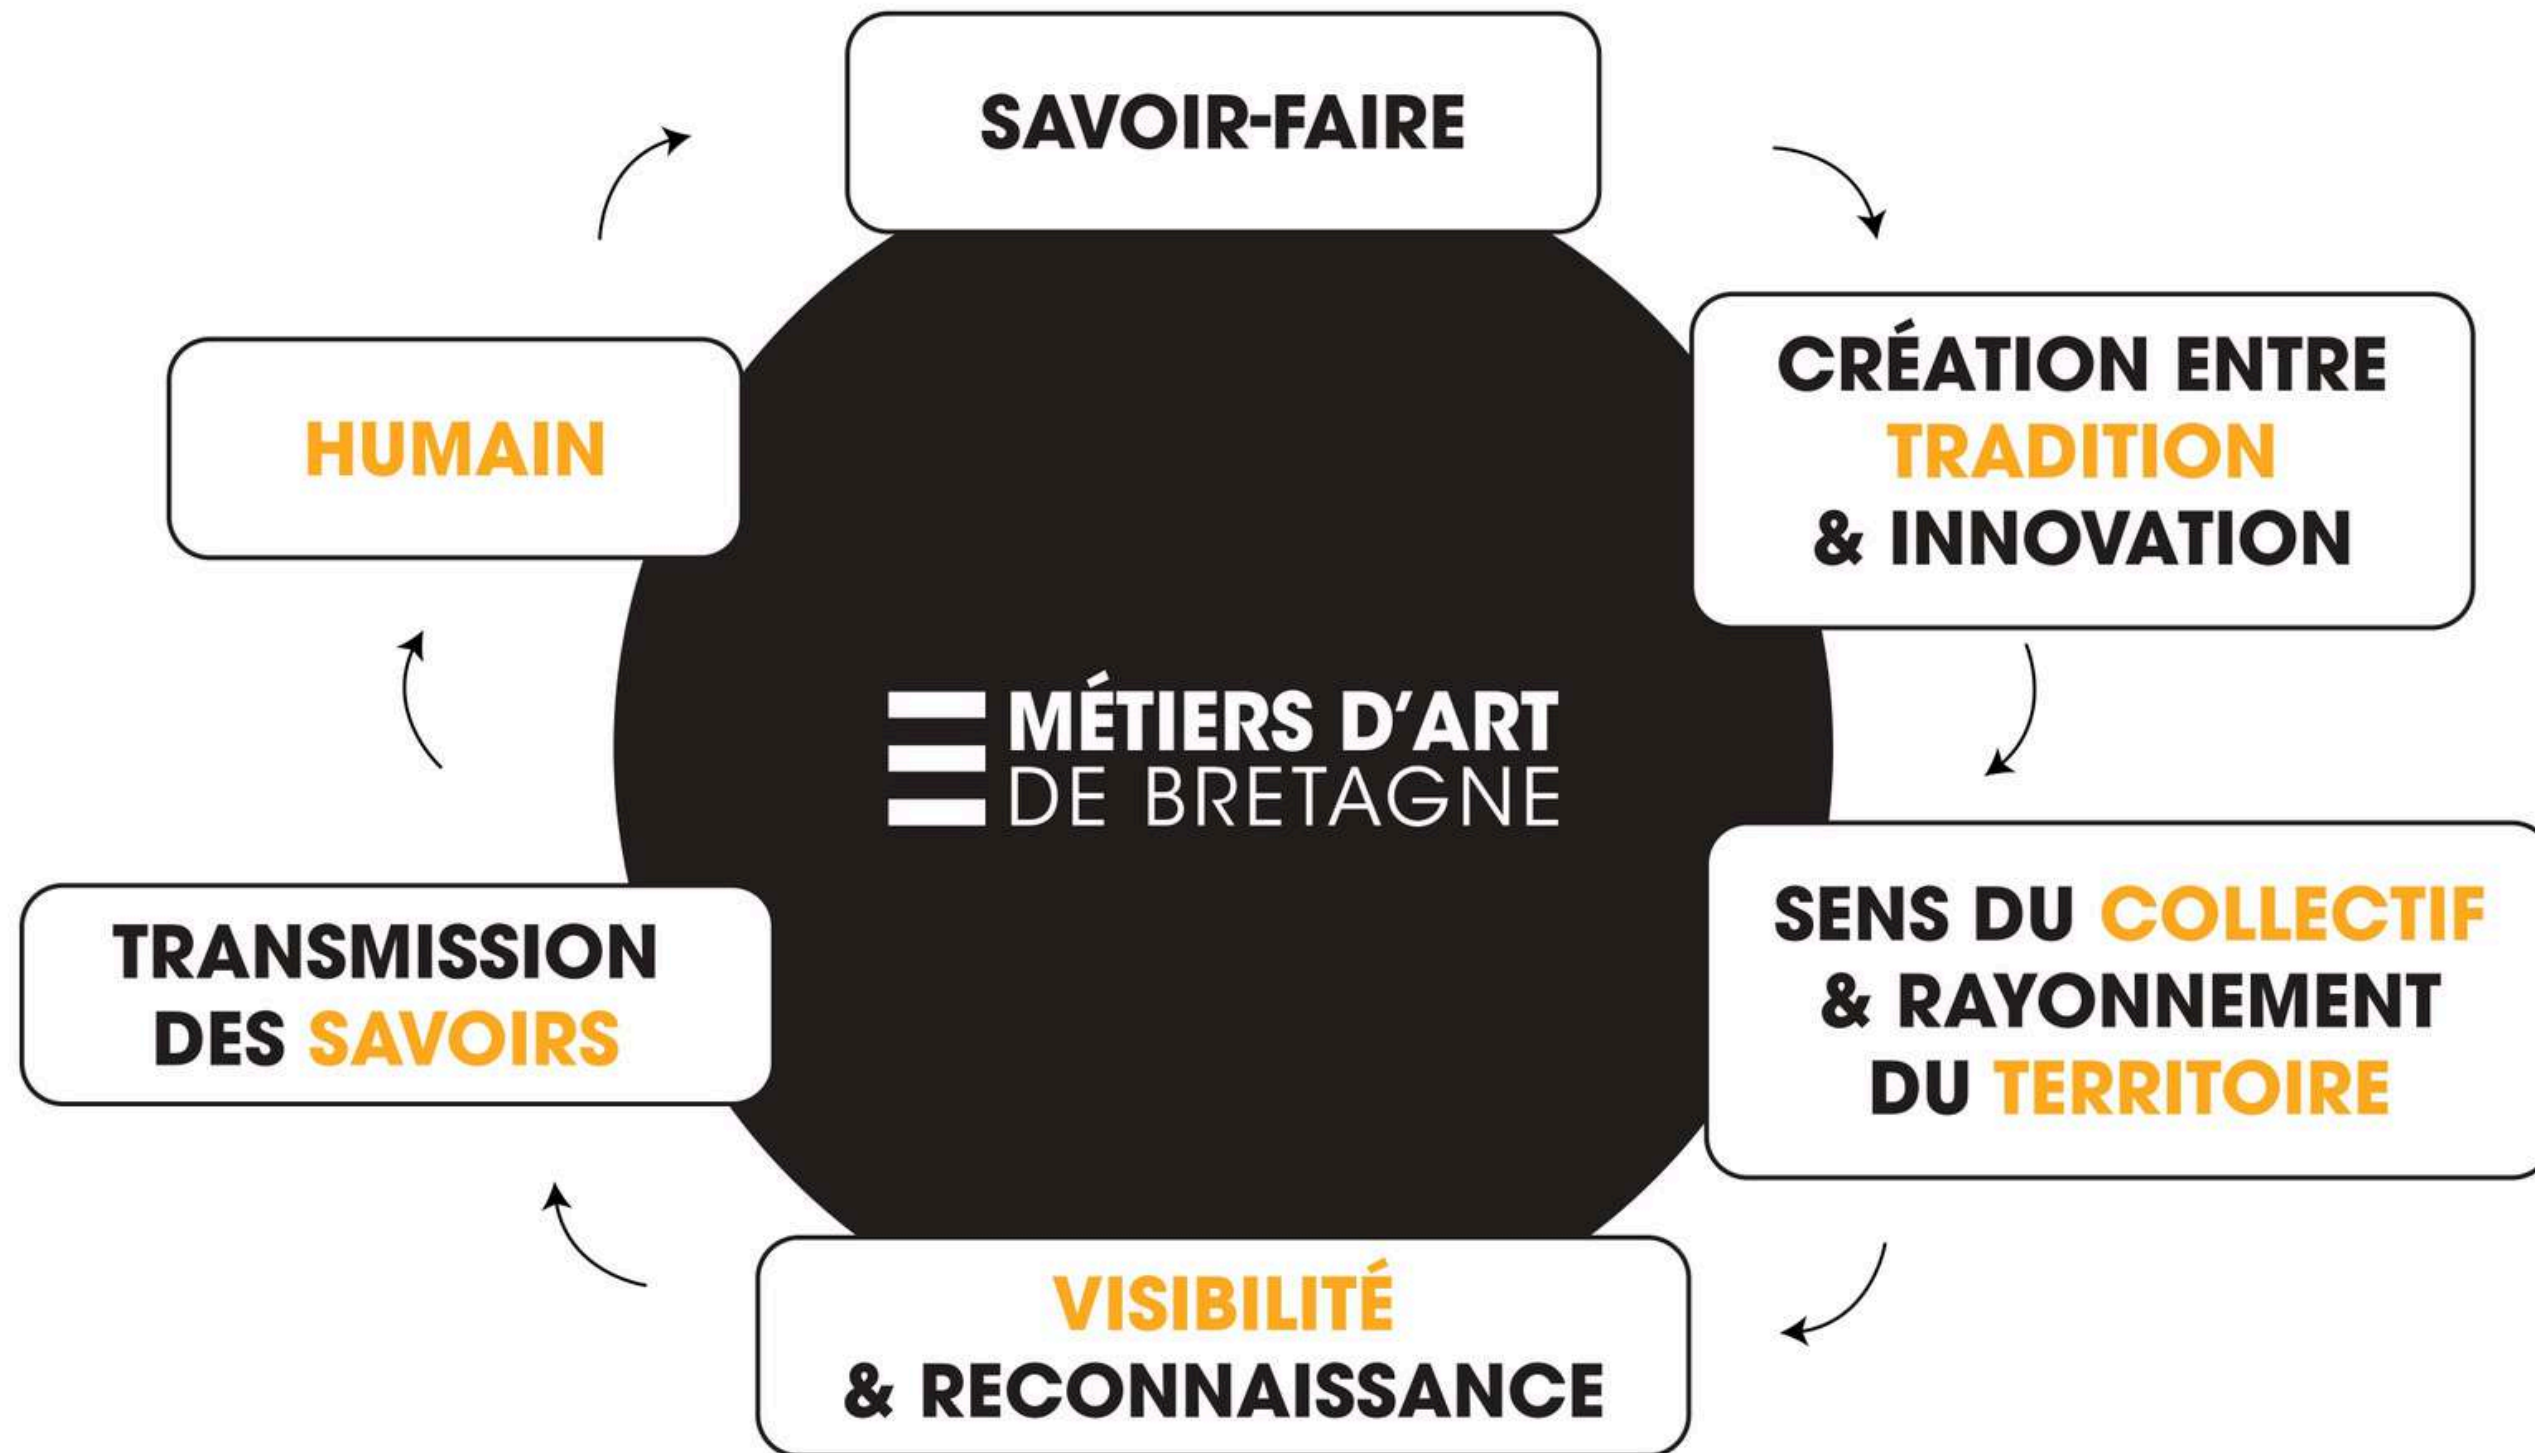 SAVOIR-FAIRE
CRÉATION ENTRE
TRADITION
& INNOVATION
SENS DU COLLECTIF
& RAYONNEMENT
DU TERRITOIRE
VISIBILITÉ
& RECONNAISSANCE
TRANSMISSION
DES SAVOIRS
HUMAIN
MÉTIERS D'ART
DE BRETAGNE